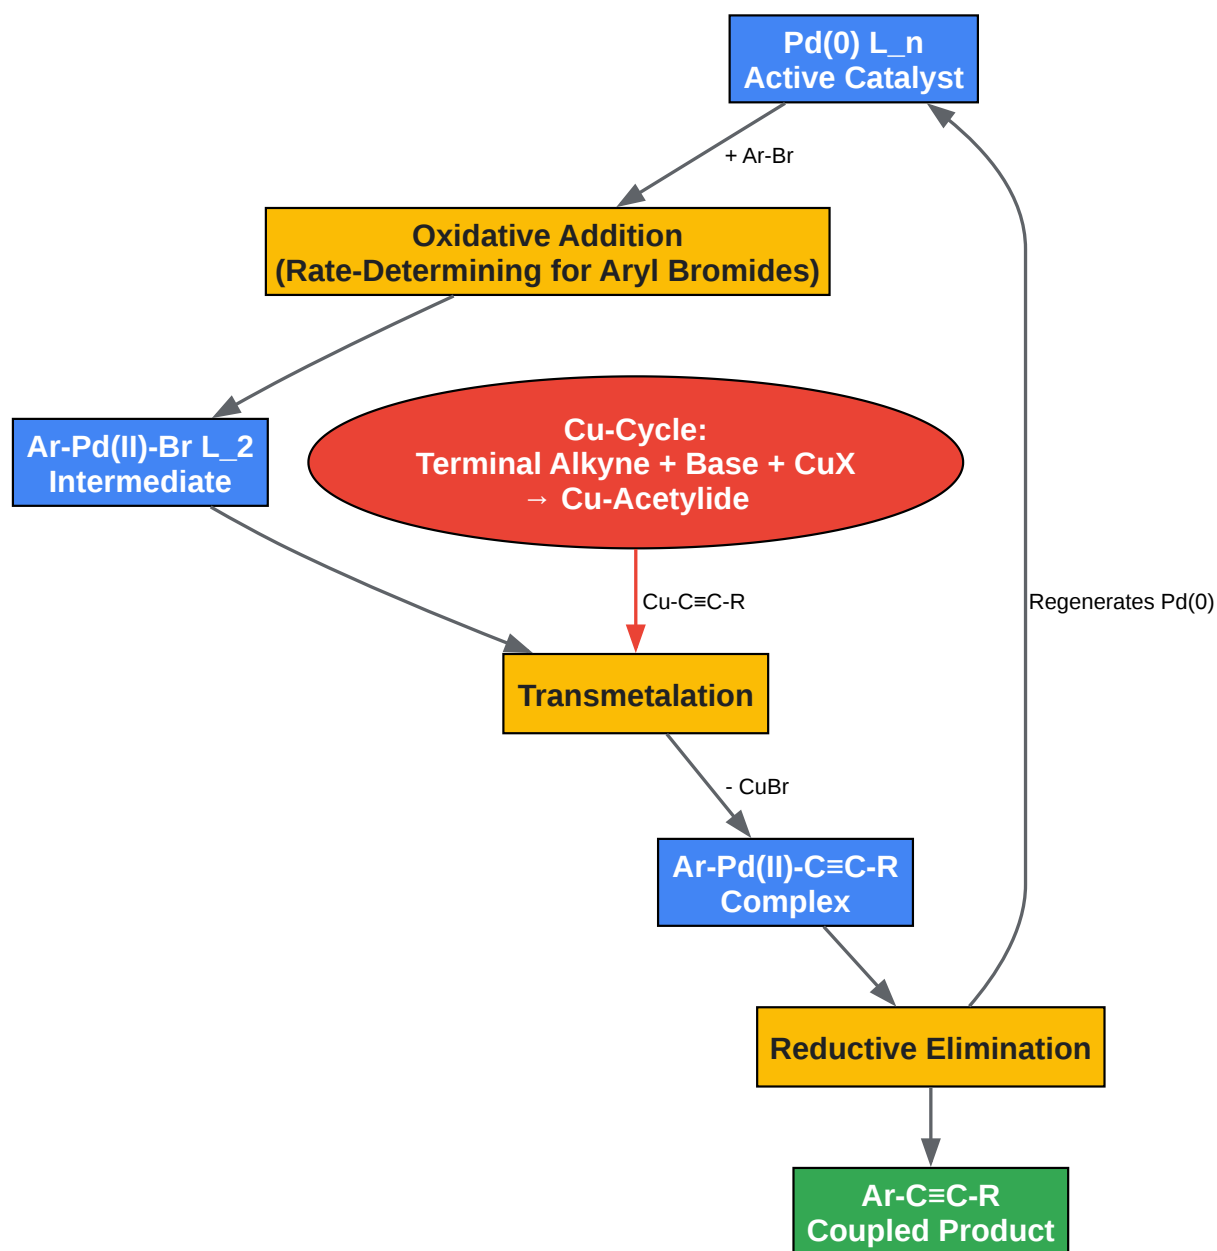 Pd(0) L_n
Active Catalyst
+ Ar-Br
Oxidative Addition
(Rate-Determining for Aryl Bromides)
Ar-Pd(II)-Br L_2
Intermediate
Cu-Cycle:
Terminal Alkyne + Base + CuX
→ Cu-Acetylide
Cu-C≡C-R
Regenerates Pd(0)
Transmetalation
- CuBr
Ar-Pd(II)-C≡C-R
Complex
Reductive Elimination
Ar-C≡C-R
Coupled Product